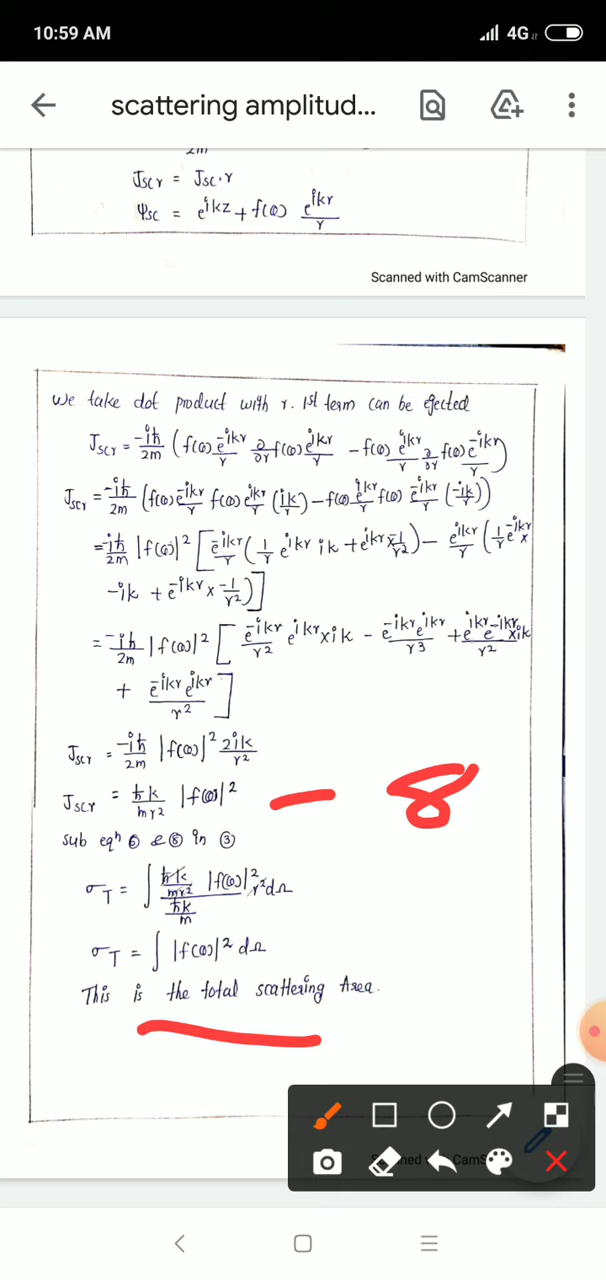 10:59 AM
4G
scattering amplitud...
2m
Jscr = Jsc.r
Ψsc = e^ikz + f(θ) e^ikr/r
Scanned with CamScanner
We take dot product with r. 1st term can be ejected
Jscr = -iħ/2m (f(θ) e^-ikr/r ∂/∂r f(θ) e^ikr/r - f(θ) e^ikr/r ∂/∂r f(θ) e^-ikr/r)
Jscr = -iħ/2m (f(θ) e^-ikr/r f(θ) e^ikr/r (ik/r) - f(θ) e^ikr/r f(θ) e^-ikr/r (-ik/r))
= -iħ/2m |f(θ)|² [e^-ikr/r (1/r e^ikr ik + e^ikr x -1/r²) - e^ikr/r (1/r e^-ikr x
-ik + e^-ikr x -1/r²)]
= -iħ/2m |f(θ)|² [e^-ikr/r² e^ikr x ik - e^-ikr e^ikr/r³ + e^ikr e^-ikr x ik/r²
+ e^-ikr e^ikr/r²]
Jscr = -iħ/2m |f(θ)|² 2ik/r²
Jscr = ħk/mr² |f(θ)|² — 8
sub eqn ⑤ & ⑧ in ③
σT = ∫ ħk/mr² |f(θ)|² r² dΩ / ħk/m
σT = ∫ |f(θ)|² dΩ
This is the total scattering Area.